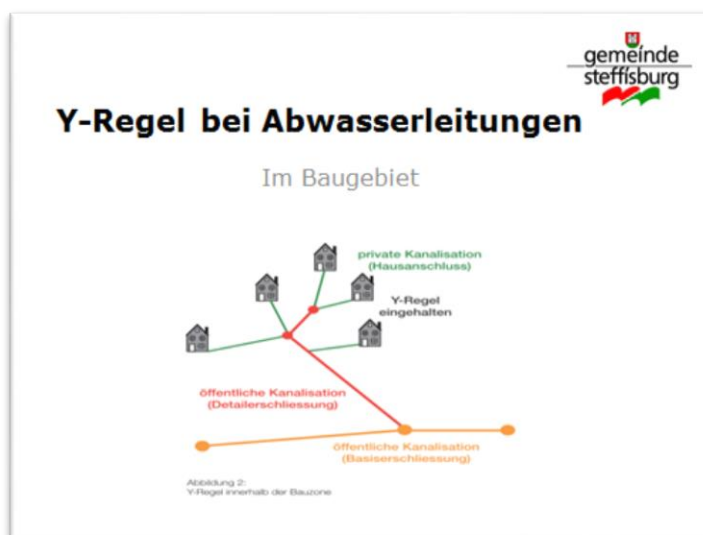 gemeinde
steffisburg
Y-Regel bei Abwasserleitungen
Im Baugebiet
private Kanalisation
(Hausanschluss)
Y-Regel
eingehalten
öffentliche Kanalisation
(Detailerschliessung)
öffentliche Kanalisation
(Basiserschliessung)
Abbildung 2:
Y-Regel innerhalb der Bauzone